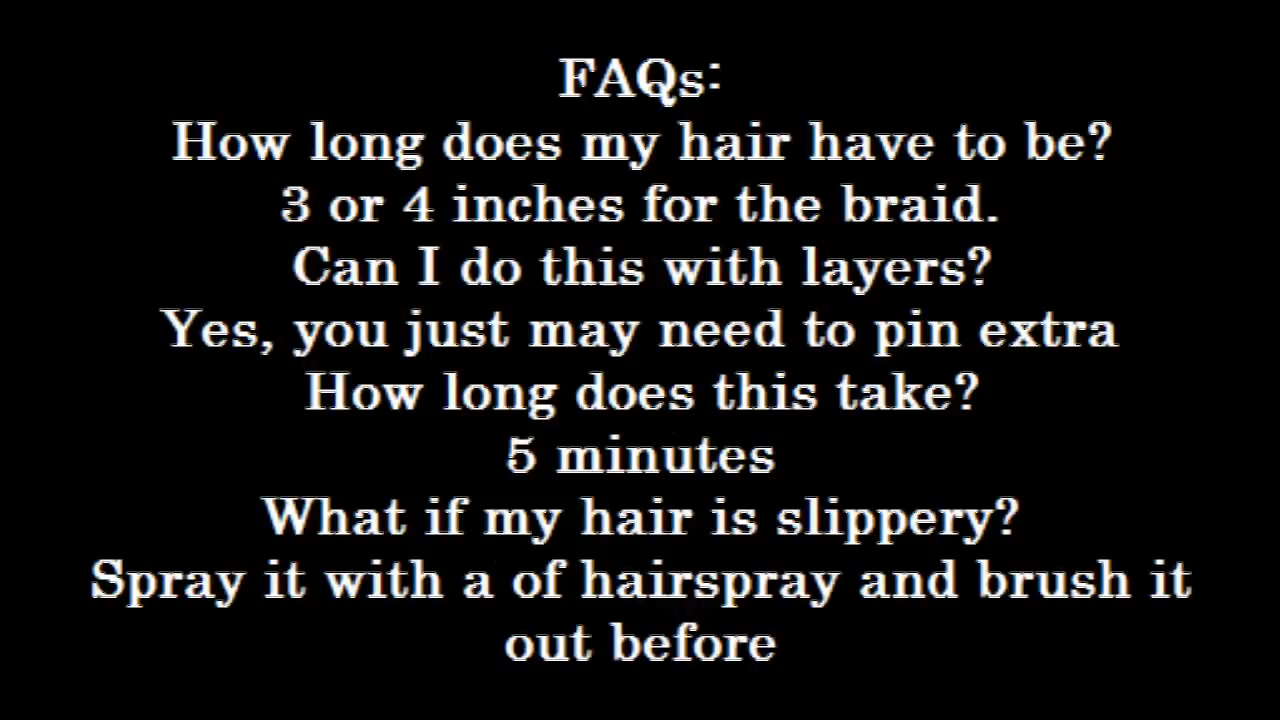 FAQs:
How long does my hair have to be?
3 or 4 inches for the braid.
Can I do this with layers?
Yes, you just may need to pin extra
How long does this take?
5 minutes
What if my hair is slippery?
Spray it with a of hairspray and brush it
out before